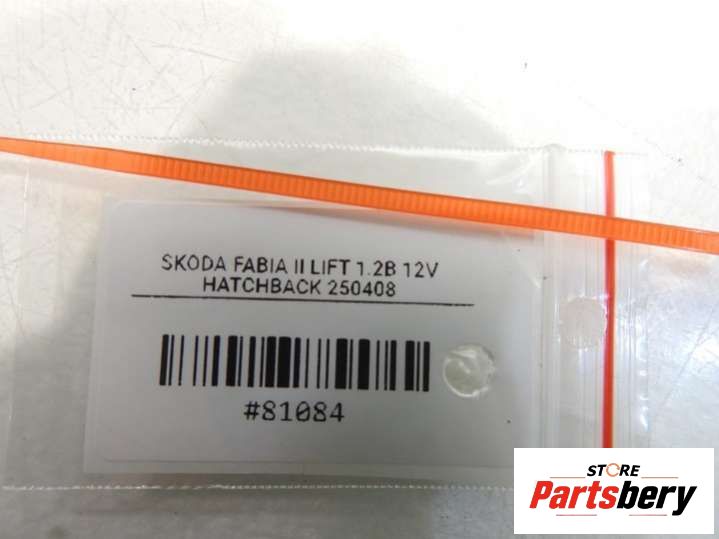 SKODA FABIA II LIFT 1.2B 12V
HATCHBACK 250408
#81084
STORE
Partsbery